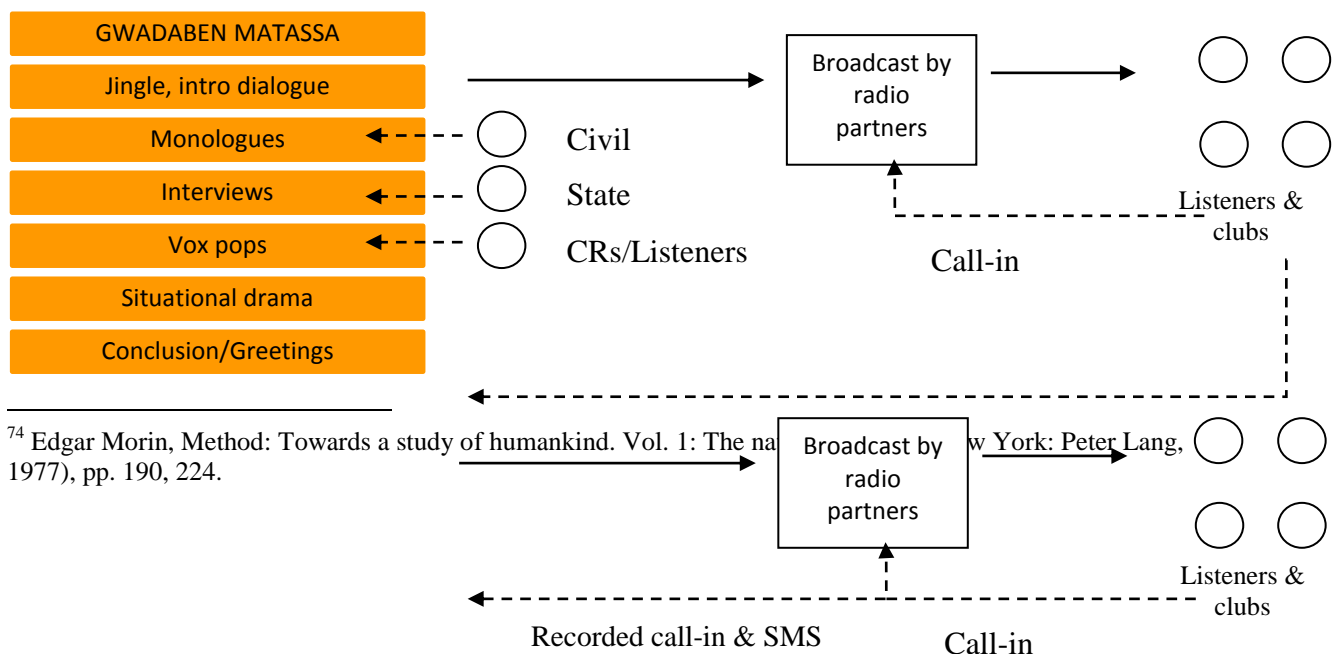 GWADABEN MATASSA
Jingle, intro dialogue
Monologues
Interviews
Vox pops
Situational drama
Conclusion/Greetings
Civil
State
CRs/Listeners
Broadcast by
radio
partners
Call-in
Listeners &
clubs
74 Edgar Morin, Method: Towards a study of humankind. Vol. 1: The York: Peter Lang,
1977), pp. 190, 224.
Broadcast by
radio
partners
Listeners &
clubs
Recorded call-in & SMS
Call-in